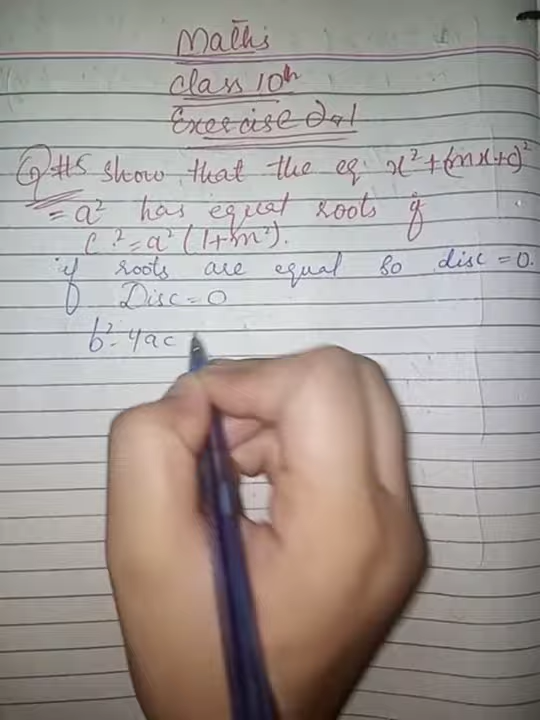 Maths
Class 10th
Exercise 2.1
Q#5 show that the eq. x²+(mx+c)²
= a² has equal roots if
c²=a²(1+m²).
if roots are equal so disc = 0.
Disc = 0
b²-4ac